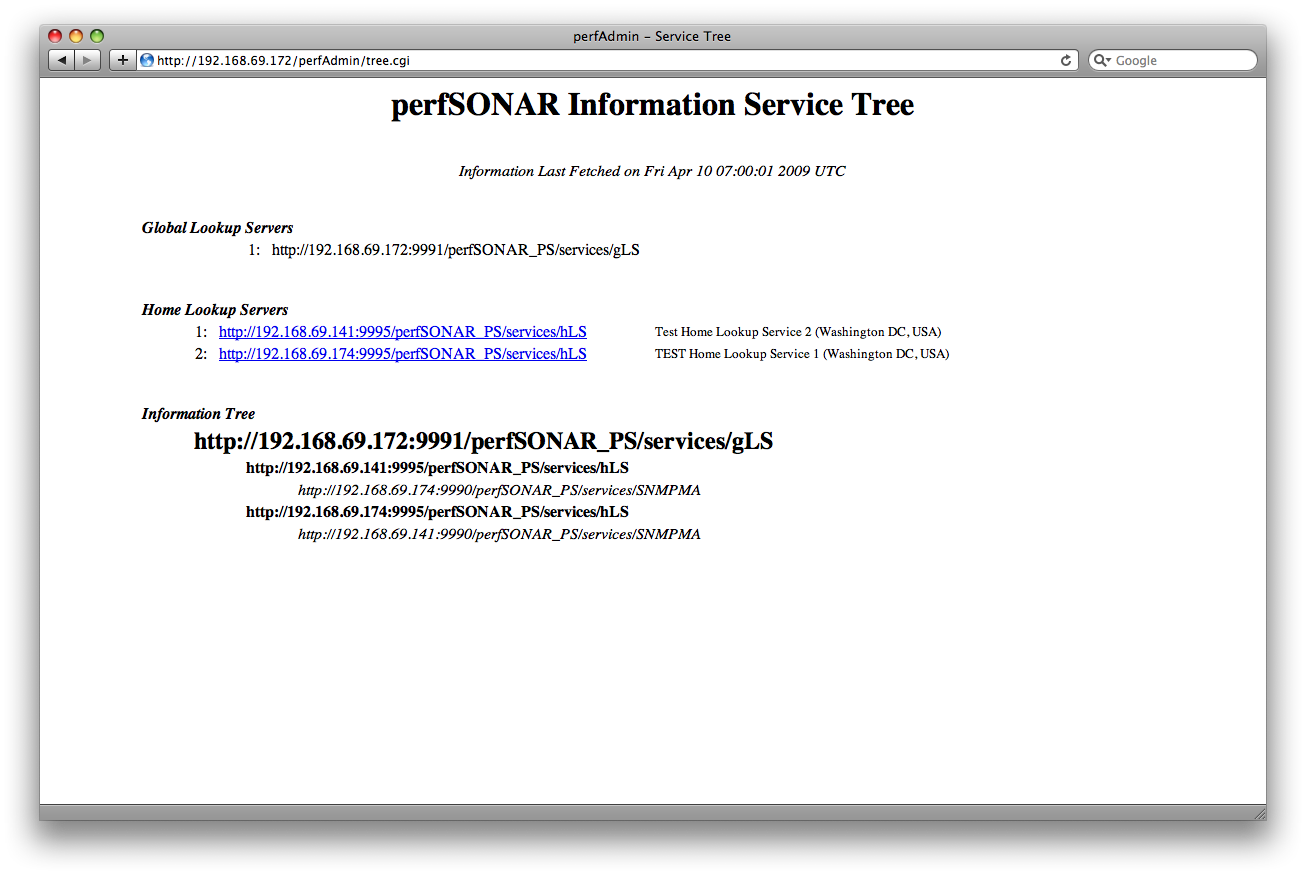 perfAdmin – Service Tree
http://192.168.69.172/perfAdmin/tree.cgi
Google
perfSONAR Information Service Tree
Information Last Fetched on Fri Apr 10 07:00:01 2009 UTC
Global Lookup Servers
1: http://192.168.69.172:9991/perfSONAR_PS/services/gLS
Home Lookup Servers
1: http://192.168.69.141:9995/perfSONAR_PS/services/hLS Test Home Lookup Service 2 (Washington DC, USA)
2: http://192.168.69.174:9995/perfSONAR_PS/services/hLS TEST Home Lookup Service 1 (Washington DC, USA)
Information Tree
http://192.168.69.172:9991/perfSONAR_PS/services/gLS
http://192.168.69.141:9995/perfSONAR_PS/services/hLS
http://192.168.69.174:9990/perfSONAR_PS/services/SNMPMA
http://192.168.69.174:9995/perfSONAR_PS/services/hLS
http://192.168.69.141:9990/perfSONAR_PS/services/SNMPMA